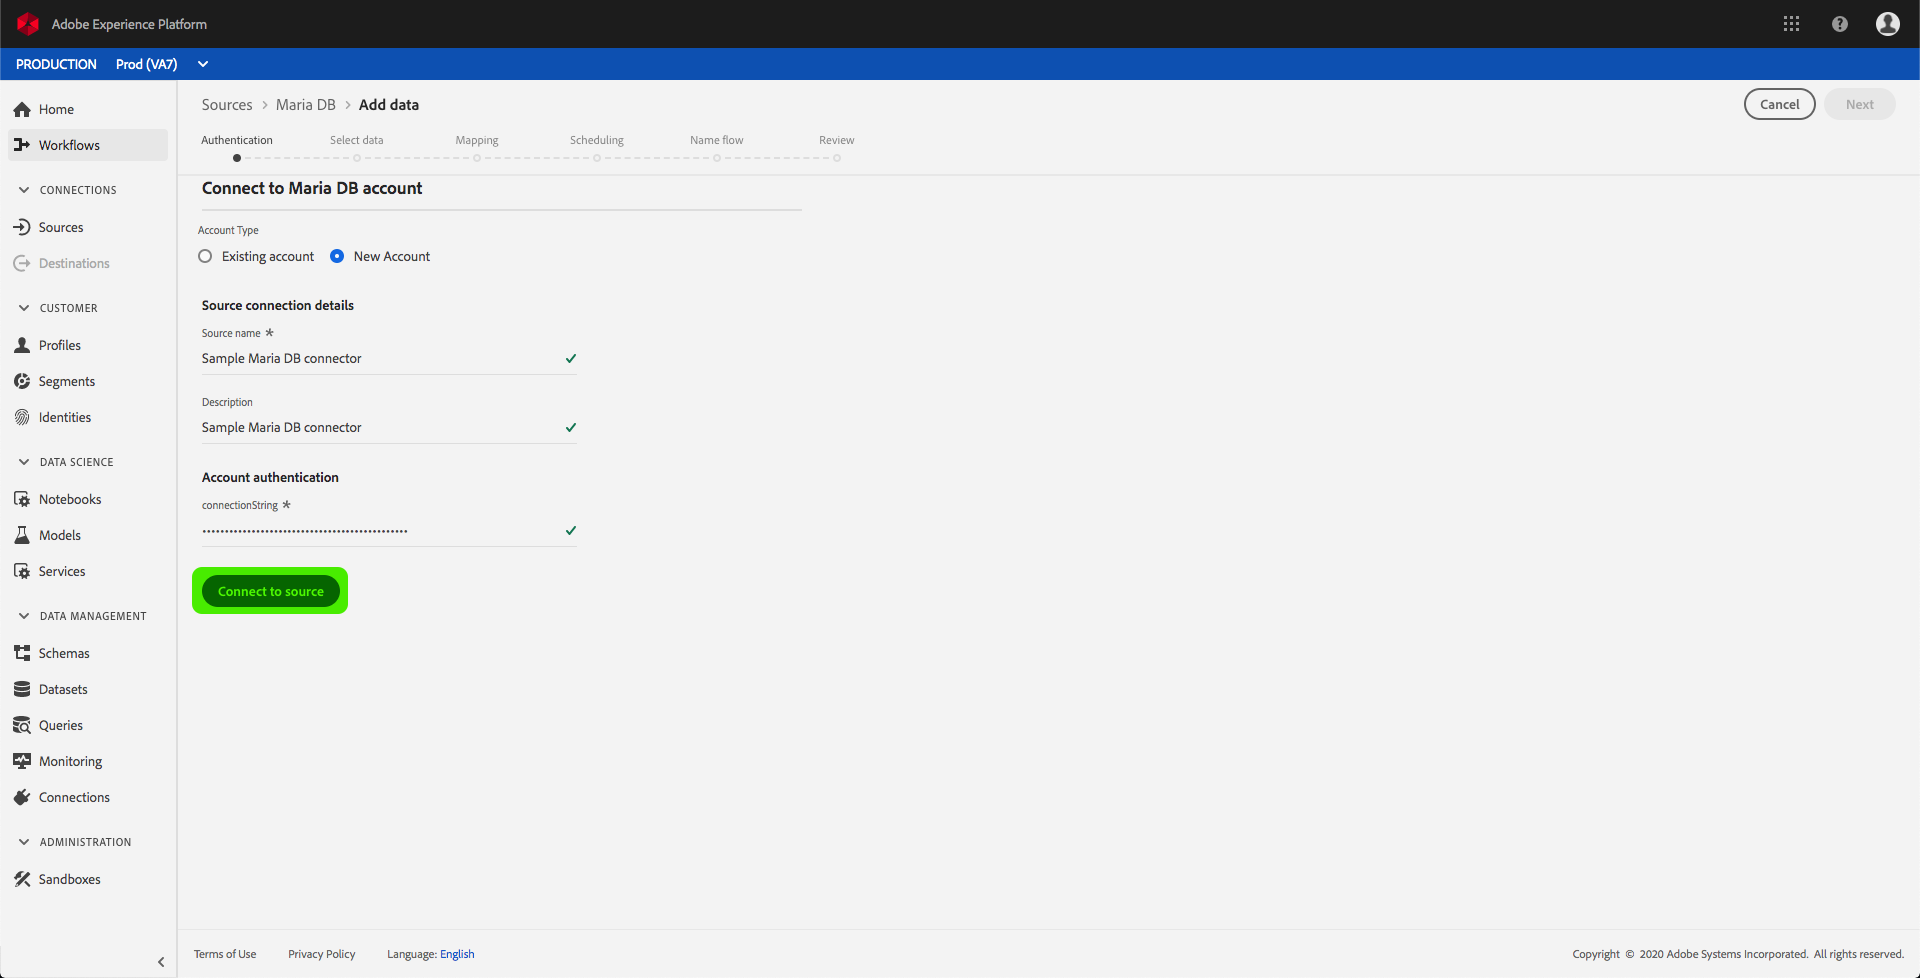 Adobe Experience Platform
PRODUCTION Prod (VA7)
Home
Workflows
CONNECTIONS
Sources
Destinations
CUSTOMER
Profiles
Segments
Identities
DATA SCIENCE
Notebooks
Models
Services
DATA MANAGEMENT
Schemas
Datasets
Queries
Monitoring
Connections
ADMINISTRATION
Sandboxes
Sources > Maria DB > Add data
Cancel Next
Authentication Select data Mapping Scheduling Name flow Review
Connect to Maria DB account
Account Type
Existing account New Account
Source connection details
Source name *
Sample Maria DB connector
Description
Sample Maria DB connector
Account authentication
connectionString *
Connect to source
Terms of Use Privacy Policy Language: English
Copyright © 2020 Adobe Systems Incorporated. All rights reserved.